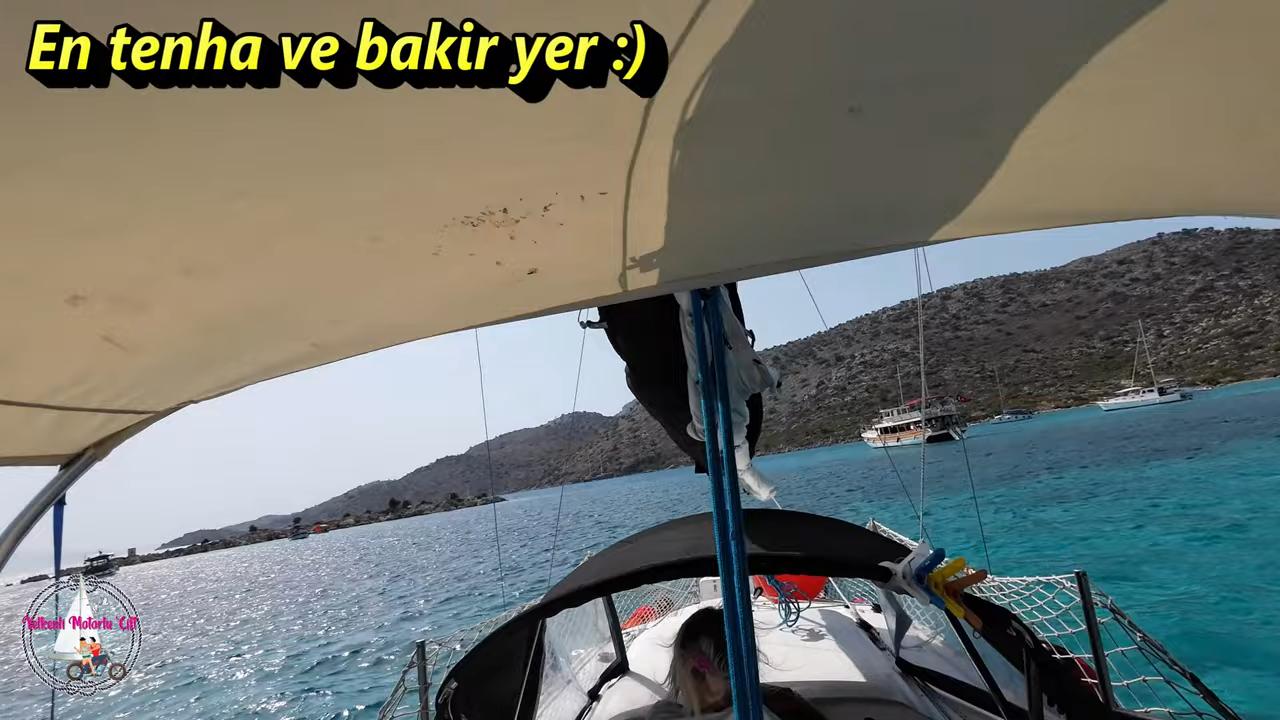 En tenha ve bakir yer :)
Yelkenli Motorlu Çift